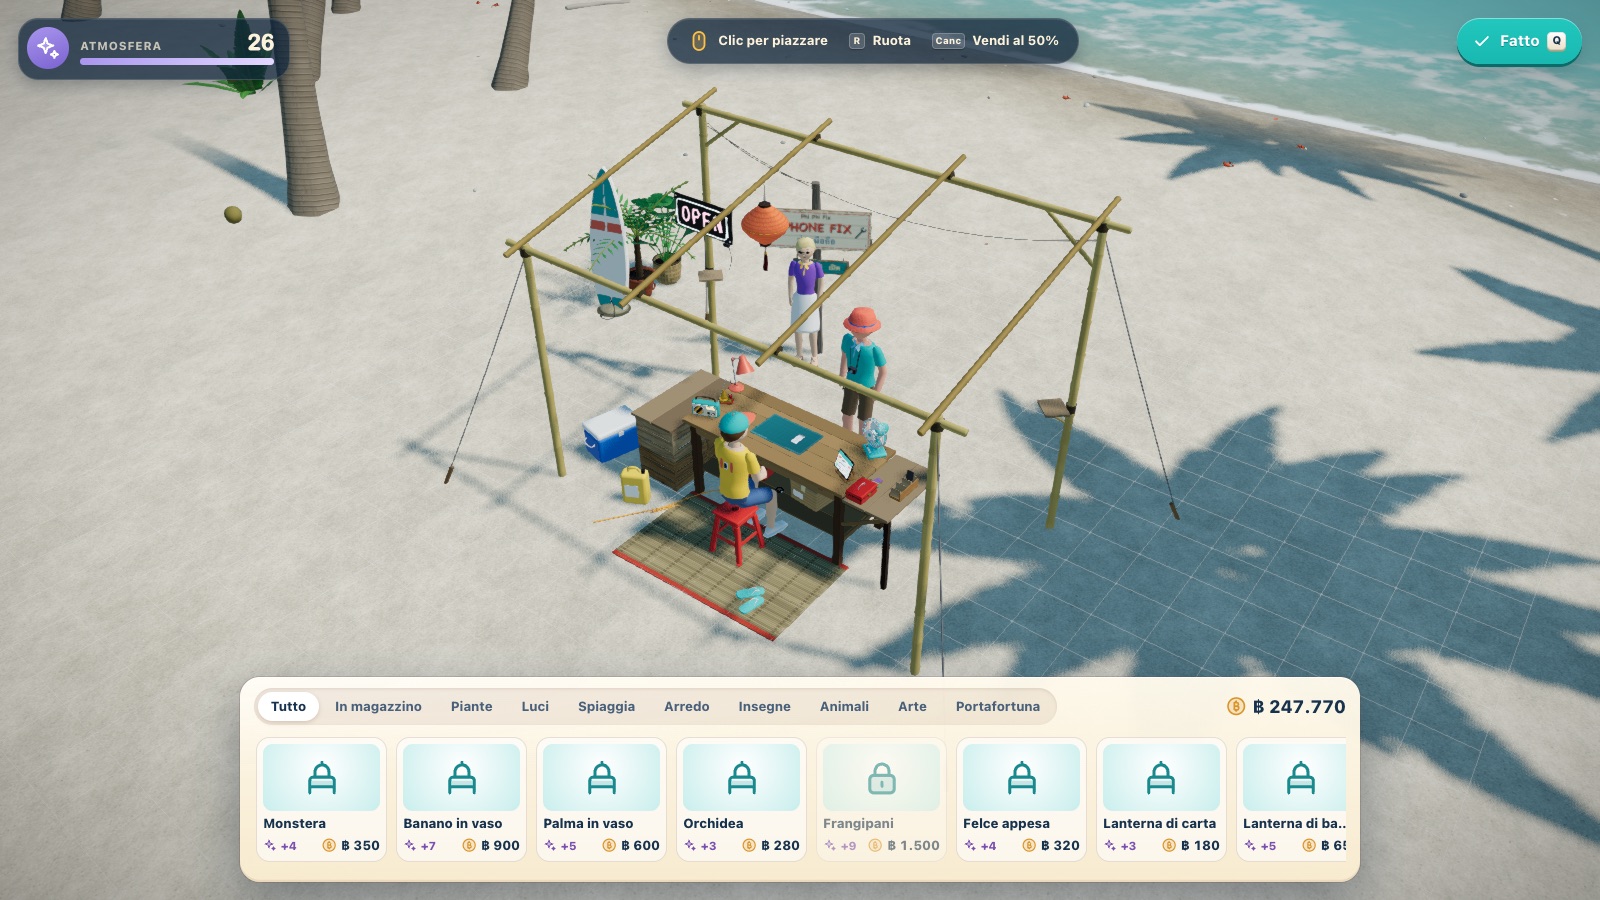 ATMOSFERA
26
Clic per piazzare
R Ruota
Canc Vendi al 50%
Fatto Q
OPEN
PHONE FIX
Tutto
In magazzino
Piante
Luci
Spiaggia
Arredo
Insegne
Animali
Arte
Portafortuna
฿ 247.770
Monstera
+4 ฿ 350
Banano in vaso
+7 ฿ 900
Palma in vaso
+5 ฿ 600
Orchidea
+3 ฿ 280
Frangipani
+9 ฿ 1.500
Felce appesa
+4 ฿ 320
Lanterna di carta
+3 ฿ 180
Lanterna di ba...
+5 ฿ 65